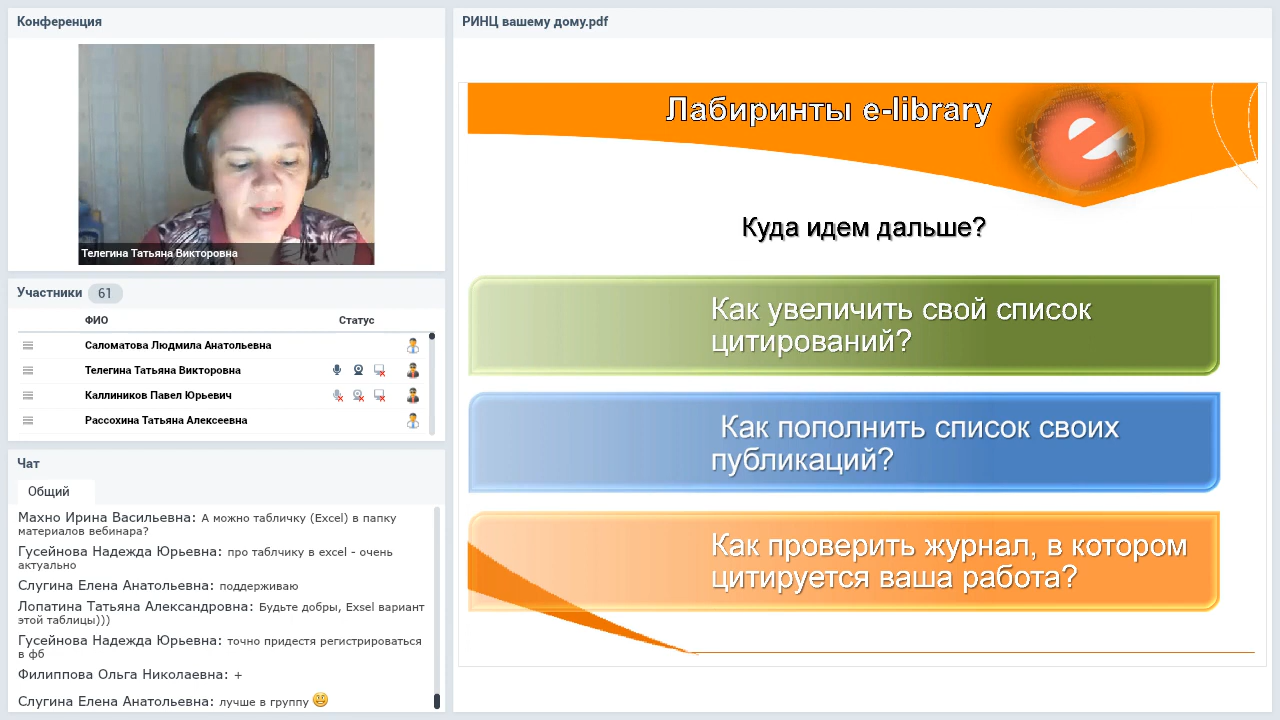 Конференция
Телегина Татьяна Викторовна
Участники 61
ФИО Статус
Саломатова Людмила Анатольевна
Телегина Татьяна Викторовна
Каллиников Павел Юрьевич
Рассохина Татьяна Алексеевна
Чат
Общий
Махно Ирина Васильевна: А можно табличку (Excel) в папку
материалов вебинара?
Гусейнова Надежда Юрьевна: про таблчику в excel - очень
актуально
Слугина Елена Анатольевна: поддерживаю
Лопатина Татьяна Александровна: Будьте добры, Exsel вариант
этой таблицы)))
Гусейнова Надежда Юрьевна: точно придестя регистрироваться
в фб
Филиппова Ольга Николаевна: +
Слугина Елена Анатольевна: лучше в группу
РИНЦ вашему дому.pdf
Лабиринты e-library
Куда идем дальше?
Как увеличить свой список
цитирований?
Как пополнить список своих
публикаций?
Как проверить журнал, в котором
цитируется ваша работа?